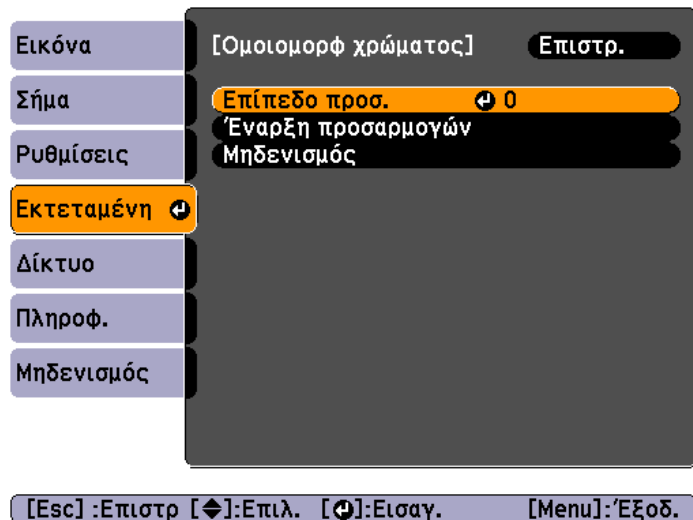 Εικόνα
Σήμα
Ρυθμίσεις
Εκτεταμένη
Δίκτυο
Πληροφ.
Μηδενισμός
[Ομοιομορφ χρώματος] Επιστρ.
Επίπεδο προσ. 0
Έναρξη προσαρμογών
Μηδενισμός
[Esc] :Επιστρ [◆]:Επιλ. [⏎]:Εισαγ. [Menu]:Έξοδ.